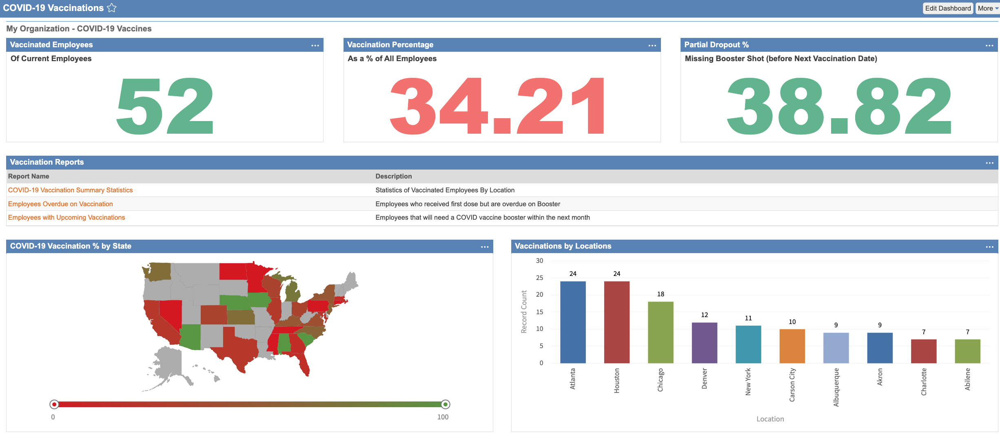 COVID-19 Vaccinations
Edit Dashboard
More
My Organization - COVID-19 Vaccines
Vaccinated Employees
Of Current Employees
52
Vaccination Percentage
As a % of All Employees
34.21
Partial Dropout %
Missing Booster Shot (before Next Vaccination Date)
38.82
Vaccination Reports
Report Name Description
COVID-19 Vaccination Summary Statistics Statistics of Vaccinated Employees By Location
Employees Overdue on Vaccination Employees who received first dose but are overdue on Booster
Employees with Upcoming Vaccinations Employees that will need a COVID vaccine booster within the next month
COVID-19 Vaccination % by State
0 100
Vaccinations by Locations
Record Count
30
25
20
15
10
5
0
24 24 18 12 11 10 9 9 7 7
Atlanta
Houston
Chicago
Denver
New York
Carson City
Albuquerque
Akron
Charlotte
Abilene
Location